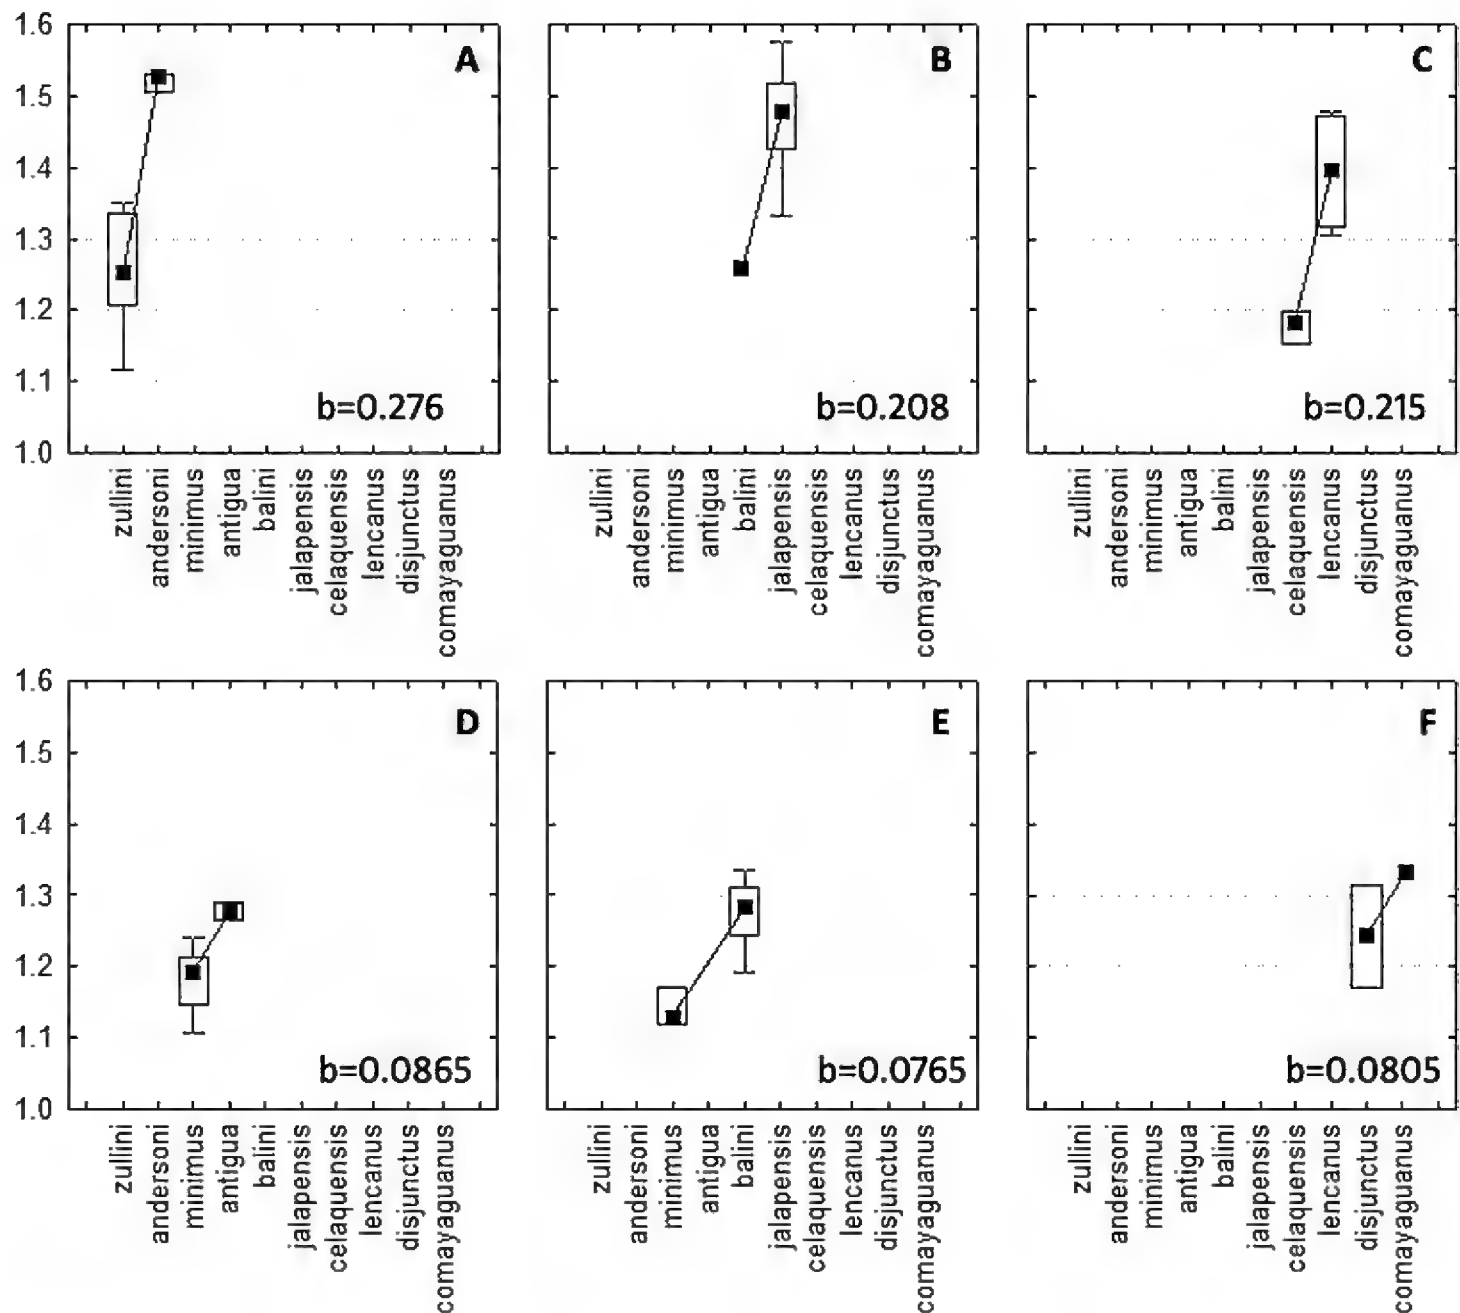 1.6
1.5
1.4
1.3
1.2
1.1
1.0
A
b=0.276
zullini
andersoni
minimus
antigua
balini
jalapensis
celaquensis
lencanus
disjunctus
comayaguanus
B
b=0.208
zullini
andersoni
minimus
antigua
balini
jalapensis
celaquensis
lencanus
disjunctus
comayaguanus
C
b=0.215
zullini
andersoni
minimus
antigua
balini
jalapensis
celaquensis
lencanus
disjunctus
comayaguanus
1.6
1.5
1.4
1.3
1.2
1.1
1.0
D
b=0.0865
zullini
andersoni
minimus
antigua
balini
jalapensis
celaquensis
lencanus
disjunctus
comayaguanus
E
b=0.0765
zullini
andersoni
minimus
antigua
balini
jalapensis
celaquensis
lencanus
disjunctus
comayaguanus
F
b=0.0805
zullini
andersoni
minimus
antigua
balini
jalapensis
celaquensis
lencanus
disjunctus
comayaguanus